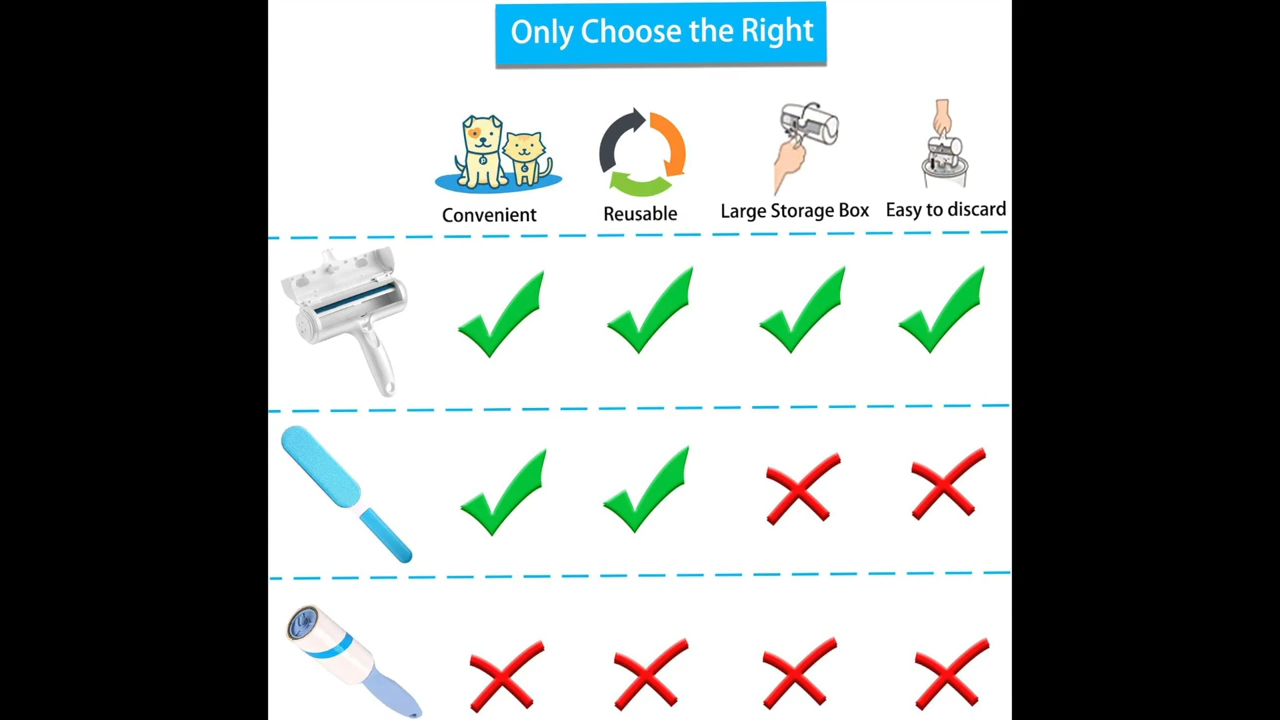 Only Choose the Right
Convenient
Reusable
Large Storage Box
Easy to discard